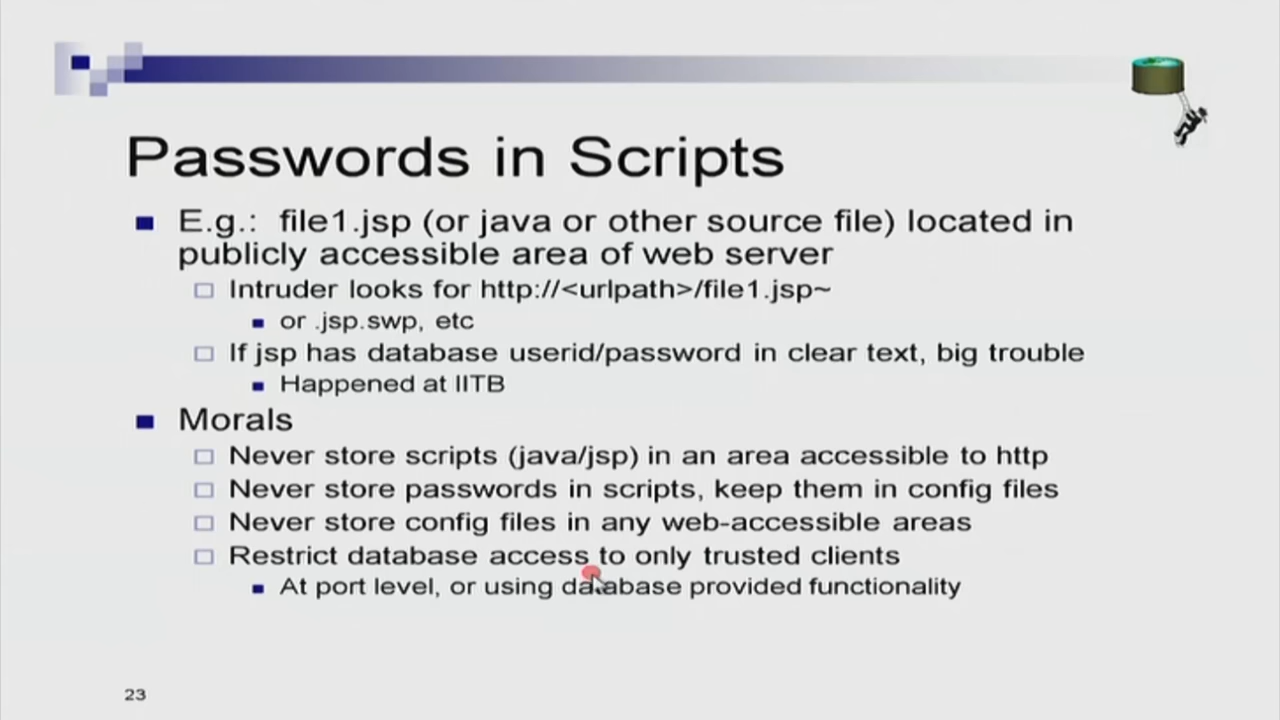 Passwords in Scripts
E.g.: file1.jsp (or java or other source file) located in
publicly accessible area of web server
Intruder looks for http://<urlpath>/file1.jsp~
or .jsp.swp, etc
If jsp has database userid/password in clear text, big trouble
Happened at IITB
Morals
Never store scripts (java/jsp) in an area accessible to http
Never store passwords in scripts, keep them in config files
Never store config files in any web-accessible areas
Restrict database access to only trusted clients
At port level, or using database provided functionality
23